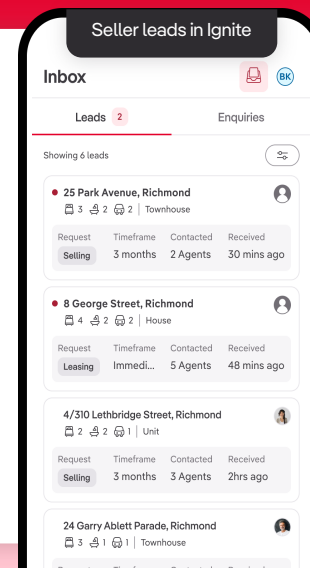 Seller leads in Ignite
Inbox
BK
Leads 2 Enquiries
Showing 6 leads
25 Park Avenue, Richmond
3 2 2 | Townhouse
Request Timeframe Contacted Received
Selling 3 months 2 Agents 30 mins ago
8 George Street, Richmond
4 2 2 | House
Request Timeframe Contacted Received
Leasing Immedi... 5 Agents 48 mins ago
4/310 Lethbridge Street, Richmond
2 2 1 | Unit
Request Timeframe Contacted Received
Selling 3 months 3 Agents 2hrs ago
24 Garry Ablett Parade, Richmond
3 1 1 | Townhouse